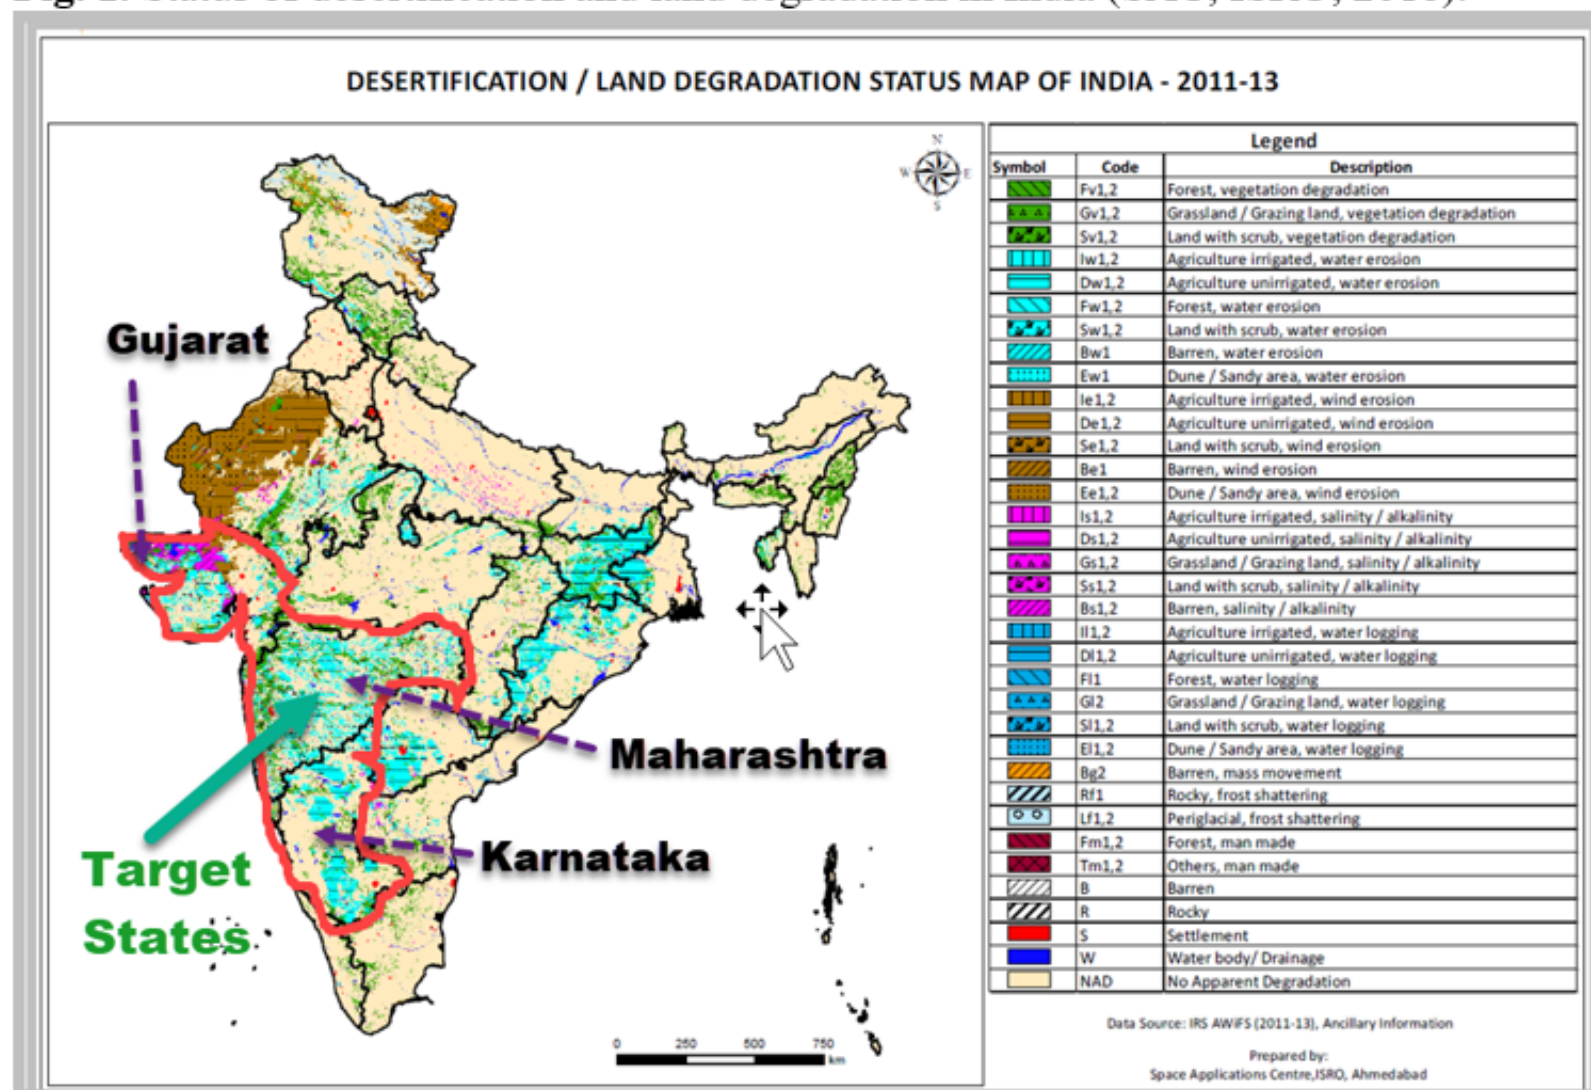 DESERTIFICATION / LAND DEGRADATION STATUS MAP OF INDIA - 2011-13
N
W E
S
Gujarat
Maharashtra
Karnataka
Target
States
0 250 500 750
km
Legend
Symbol Code Description
Fv1,2 Forest, vegetation degradation
Gv1,2 Grassland / Grazing land, vegetation degradation
Sv1,2 Land with scrub, vegetation degradation
Iw1,2 Agriculture irrigated, water erosion
Dw1,2 Agriculture unirrigated, water erosion
Fw1,2 Forest, water erosion
Sw1,2 Land with scrub, water erosion
Bw1 Barren, water erosion
Ew1 Dune / Sandy area, water erosion
Ie1,2 Agriculture irrigated, wind erosion
De1,2 Agriculture unirrigated, wind erosion
Se1,2 Land with scrub, wind erosion
Be1 Barren, wind erosion
Ee1,2 Dune / Sandy area, wind erosion
Is1,2 Agriculture irrigated, salinity / alkalinity
Ds1,2 Agriculture unirrigated, salinity / alkalinity
Gs1,2 Grassland / Grazing land, salinity / alkalinity
Ss1,2 Land with scrub, salinity / alkalinity
Bs1,2 Barren, salinity / alkalinity
Il1,2 Agriculture irrigated, water logging
Dl1,2 Agriculture unirrigated, water logging
Fl1 Forest, water logging
Gl2 Grassland / Grazing land, water logging
Sl1,2 Land with scrub, water logging
El1,2 Dune / Sandy area, water logging
Bg2 Barren, mass movement
Rf1 Rocky, frost shattering
Lf1,2 Periglacial, frost shattering
Fm1,2 Forest, man made
Tm1,2 Others, man made
B Barren
R Rocky
S Settlement
W Water body/ Drainage
NAD No Apparent Degradation
Data Source: IRS AWiFS (2011-13), Ancillary Information
Prepared by:
Space Applications Centre,ISRO, Ahmedabad